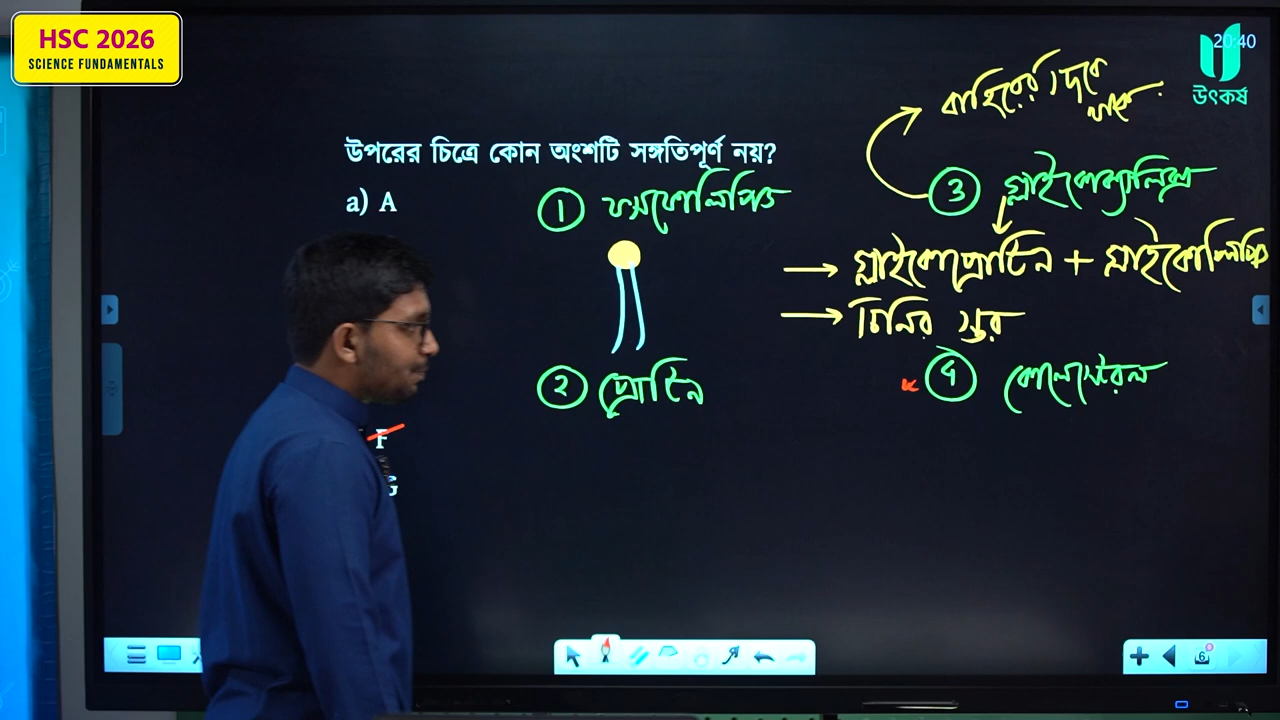 HSC 2026
SCIENCE FUNDAMENTALS
20:40
উৎকর্ষ
বাহিরের দিকে
থাকে
উপরের চিত্রে কোন অংশটি সঙ্গতিপূর্ণ নয়?
a) A
① ফসফোলিপিড
③ গ্লাইকোক্যালিক্স
→ গ্লাইকোপ্রোটিন + গ্লাইকোলিপিড
→ চিনির স্তর
② প্রোটিন
④ কোলেস্টেরল
F
G
6